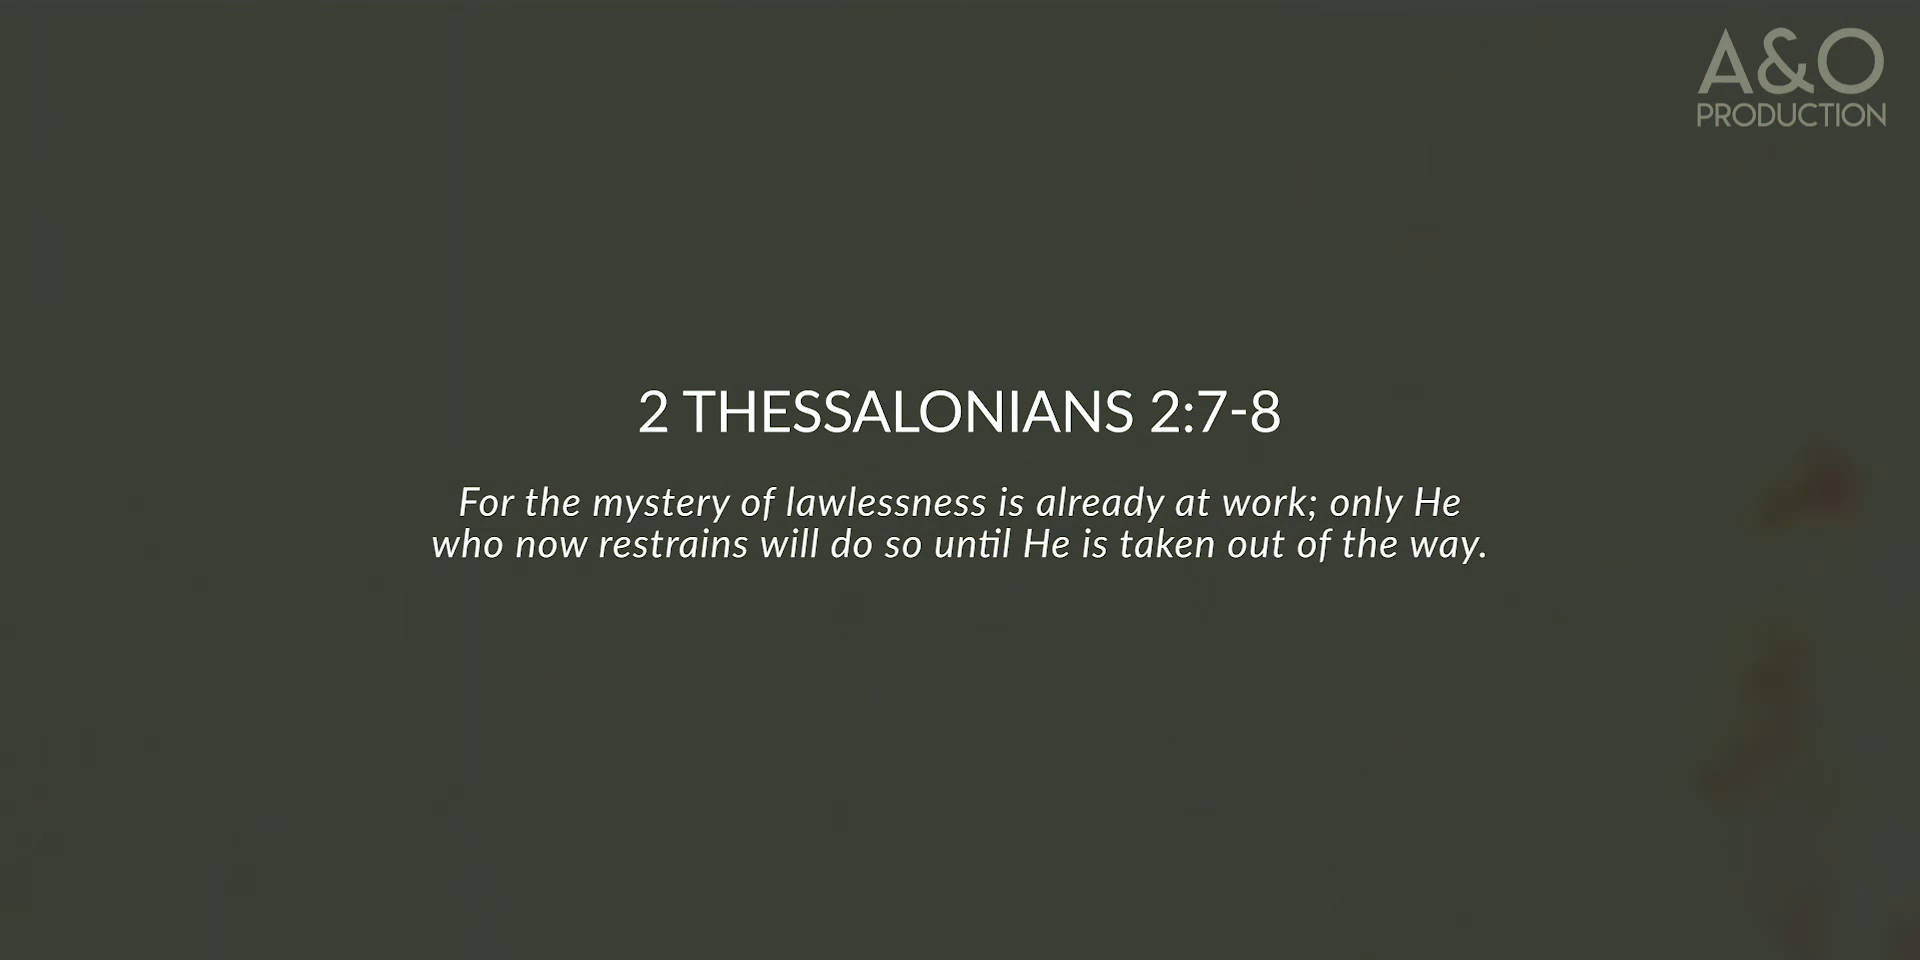 A&O
PRODUCTION
2 THESSALONIANS 2:7-8
For the mystery of lawlessness is already at work; only He
who now restrains will do so until He is taken out of the way.